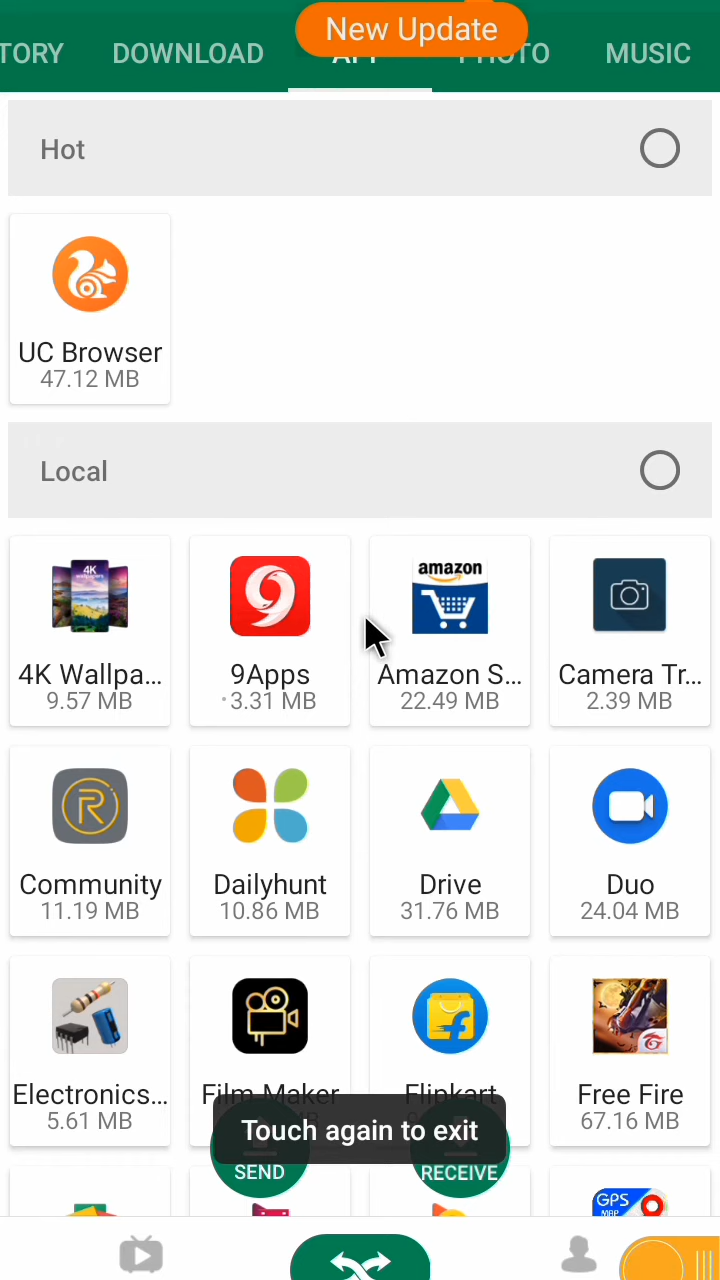 New Update
TORY DOWNLOAD MUSIC
Hot
UC Browser
47.12 MB
Local
4K Wallpa... 9Apps Amazon S... Camera Tr...
9.57 MB 3.31 MB 22.49 MB 2.39 MB
Community Dailyhunt Drive Duo
11.19 MB 10.86 MB 31.76 MB 24.04 MB
Electronics... Film Maker Flipkart Free Fire
5.61 MB 67.16 MB
Touch again to exit
SEND RECEIVE